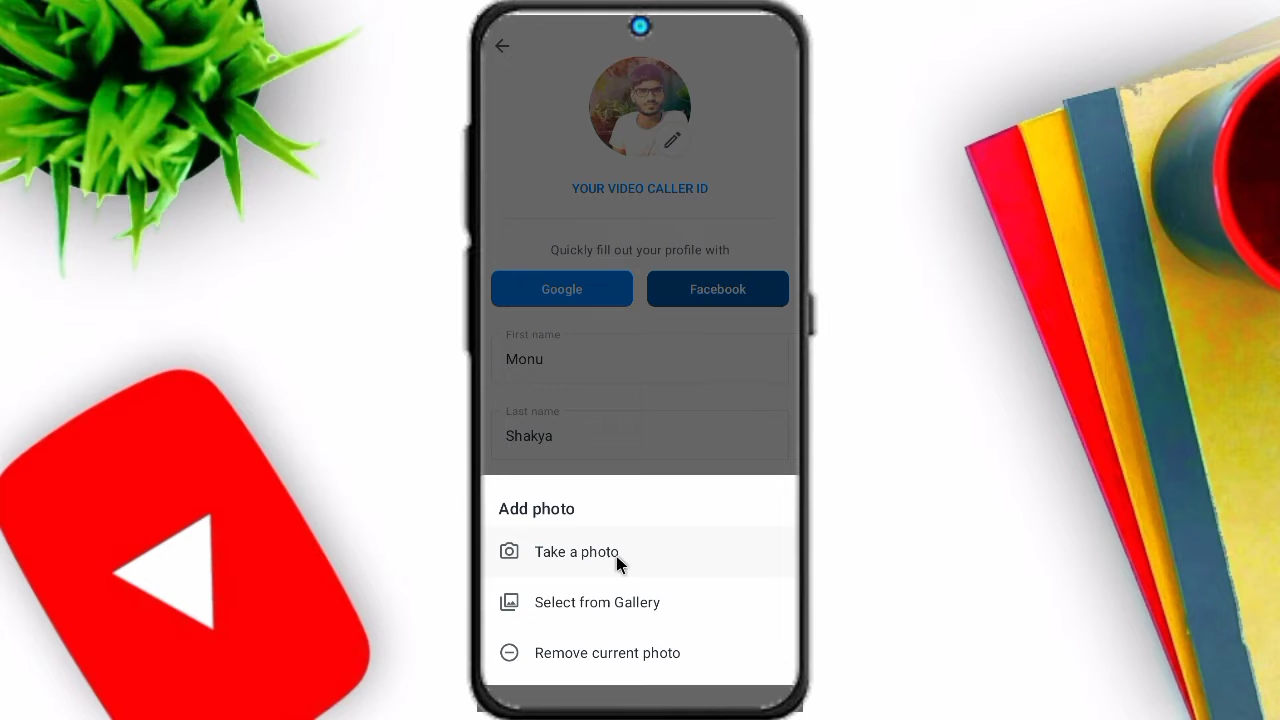 YOUR VIDEO CALLER ID
Quickly fill out your profile with
Google Facebook
First name
Monu
Last name
Shakya
Add photo
Take a photo
Select from Gallery
Remove current photo